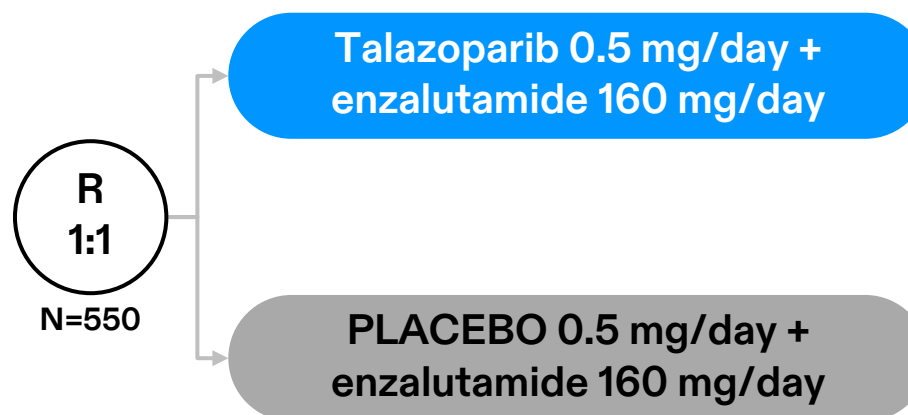 Talazoparib 0.5 mg/day +
enzalutamide 160 mg/day
R
1:1
N=550
PLACEBO 0.5 mg/day +
enzalutamide 160 mg/day